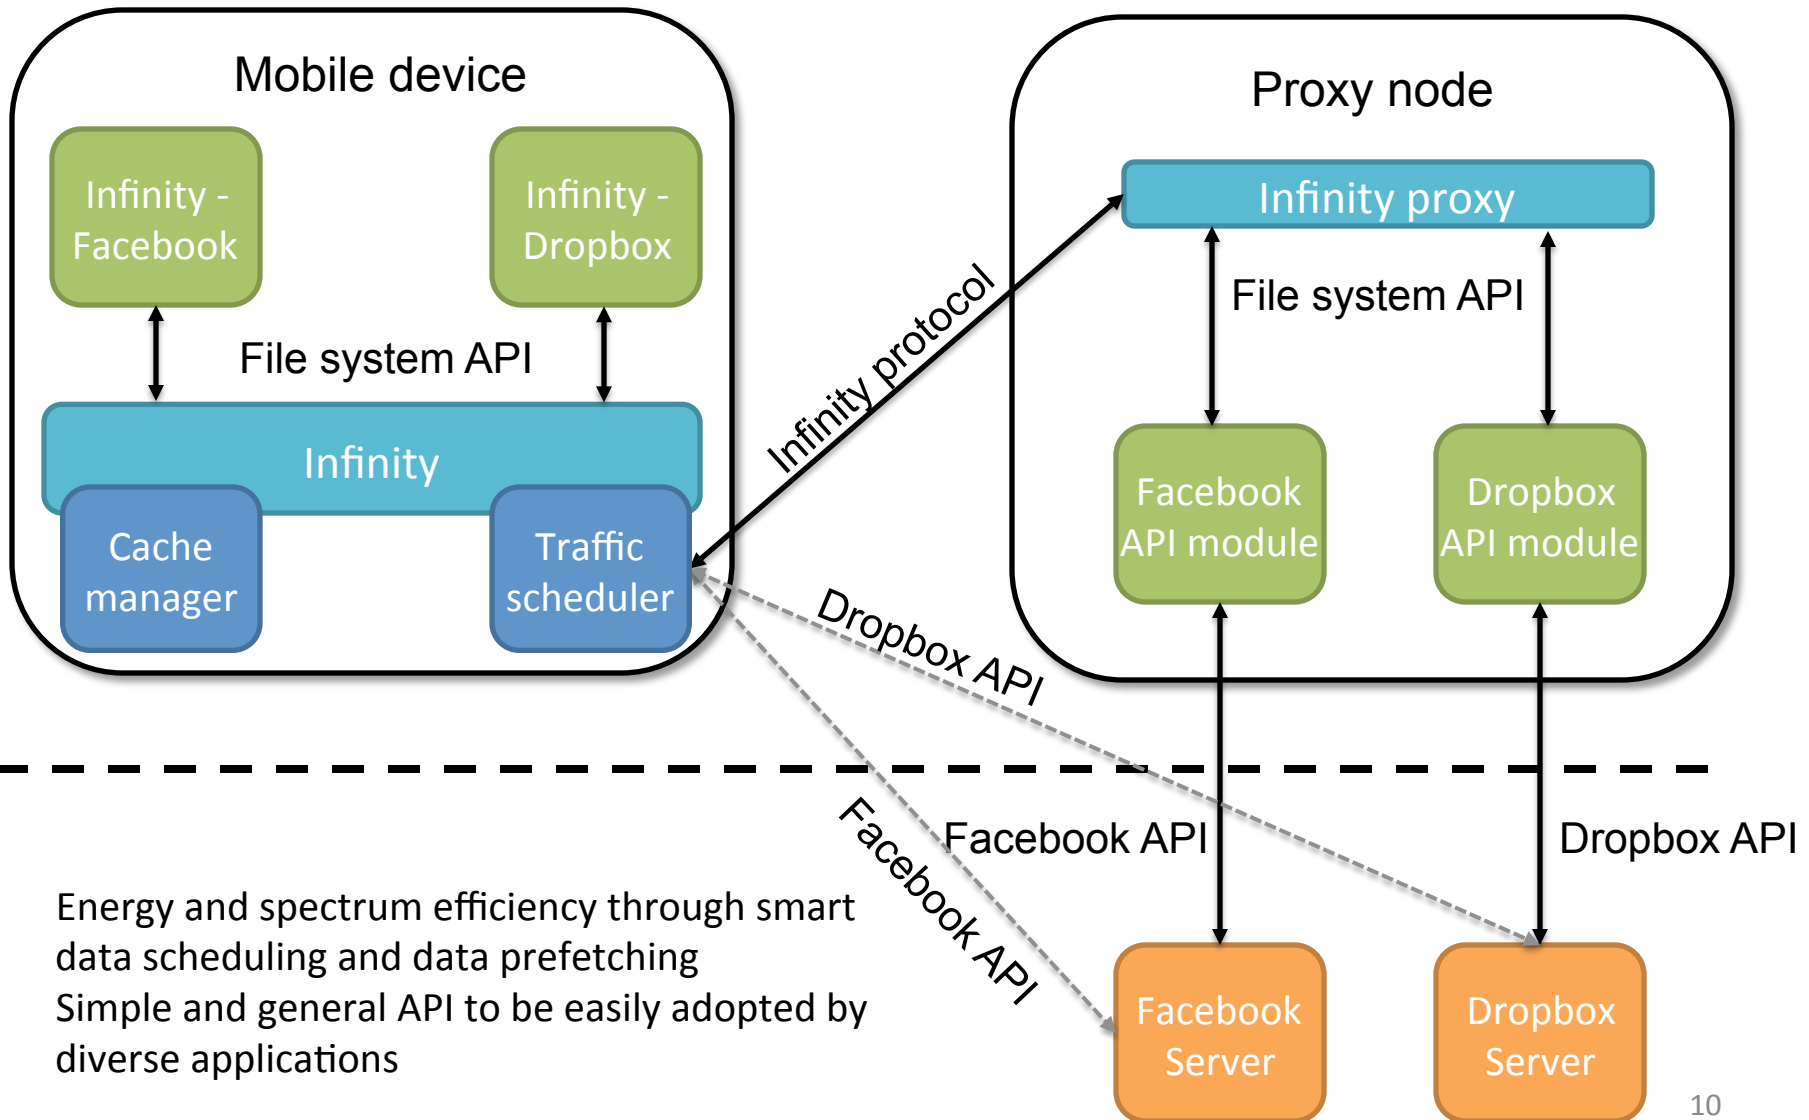 Mobile device
Infinity -
Facebook
Infinity -
Dropbox
File system API
Infinity
Cache
manager
Traffic
scheduler
Infinity protocol
Proxy node
Infinity proxy
File system API
Facebook
API module
Dropbox
API module
Dropbox API
Facebook API
Facebook API
Dropbox API
Facebook
Server
Dropbox
Server
Energy and spectrum efficiency through smart
data scheduling and data prefetching
Simple and general API to be easily adopted by
diverse applications
10